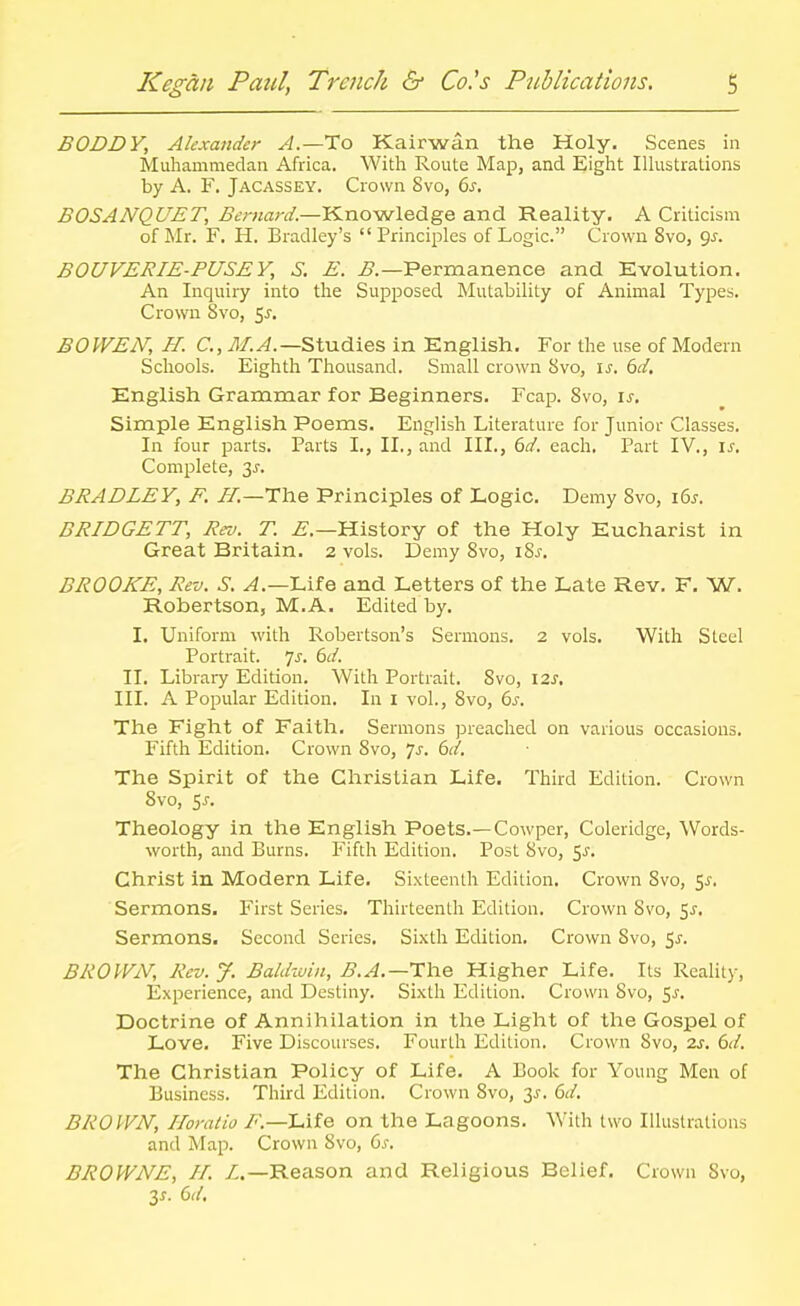 Kegan Paul, Trench & Co.'s Publications. 5
BODDY, Alexander A.—To Kairwân the Holy. Scenes in
Muhammedan Africa. With Route Map, and Eight Illustrations
by A. F. JACASSEY. Crown 8vo, 6s.
BOSANQUET, Bernard.—Knowledge and Reality. A Criticism
of Mr. F. H. Bradley's “Principles of Logic.” Crown 8vo, 9s.
BOUVERIE-PUSEY, S. E. B.—Permanence and Evolution.
An Inquiry into the Supposed Mutability of Animal Types.
Crown 8vo, 5s.
BOWEN, H. C., M.A.—Studies in English. For the use of Modern
Schools. Eighth Thousand. Small crown 8vo, 1s. 6d.
English Grammar for Beginners. Fcap. 8vo, 1s.
Simple English Poems. English Literature for Junior Classes.
In four parts. Parts I., II., and III., 6d. each. Part IV., 1s.
Complete, 3s.
BRADLEY, F. H.—The Principles of Logic. Demy 8vo, 16s.
BRIDGETT, Rev. T. E.—History of the Holy Eucharist in
Great Britain. 2 vols. Demy 8vo, 18s.
BROOKE, Rev. S. A.—Life and Letters of the Late Rev. F. W.
Robertson, M.A. Edited by.
I. Uniform with Robertson's Sermons. 2 vols. With Steel
Portrait. 7s. 6d.
II. Library Edition. With Portrait. 8vo, 12s.
III. A Popular Edition. In 1 vol., 8vo, 6s.
The Fight of Faith. Sermons preached on various occasions.
Fifth Edition. Crown 8vo, 7s. 6d.
The Spirit of the Christian Life. Third Edition. Crown
8vo, 5s.
Theology in the English Poets.—Cowper, Coleridge, Words-
worth, and Burns. Fifth Edition. Post 8vo, 5s.
Christ in Modern Life. Sixteenth Edition. Crown 8vo, 5s.
Sermons. First Series. Thirteenth Edition. Crown 8vo, 5s.
Sermons. Second Series. Sixth Edition. Crown 8vo, 5s.
BROWN, Rev. J. Baldwin, B.A.—The Higher Life. Its Reality,
Experience, and Destiny. Sixth Edition. Crown 8vo, 5s.
Doctrine of Annihilation in the Light of the Gospel of
Love. Five Discourses. Fourth Edition. Crown 8vo, 2s. 6d.
The Christian Policy of Life. A Book for Young Men of
Business. Third Edition. Crown 8vo, 3s. 6d.
BROWN, Horatio F.—Life on the Lagoons. With two Illustrations
and Map. Crown 8vo, 6s.
BROWNE, H. L.—Reason and Religious Belief. Crown 8vo,
3s. 6d.